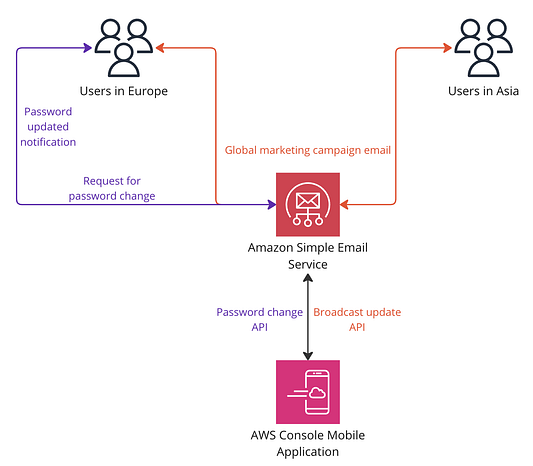 Users in Europe
Users in Asia
Password
updated
notification
Global marketing campaign email
Request for
password change
Amazon Simple Email
Service
Password change
API
Broadcast update
API
AWS Console Mobile
Application